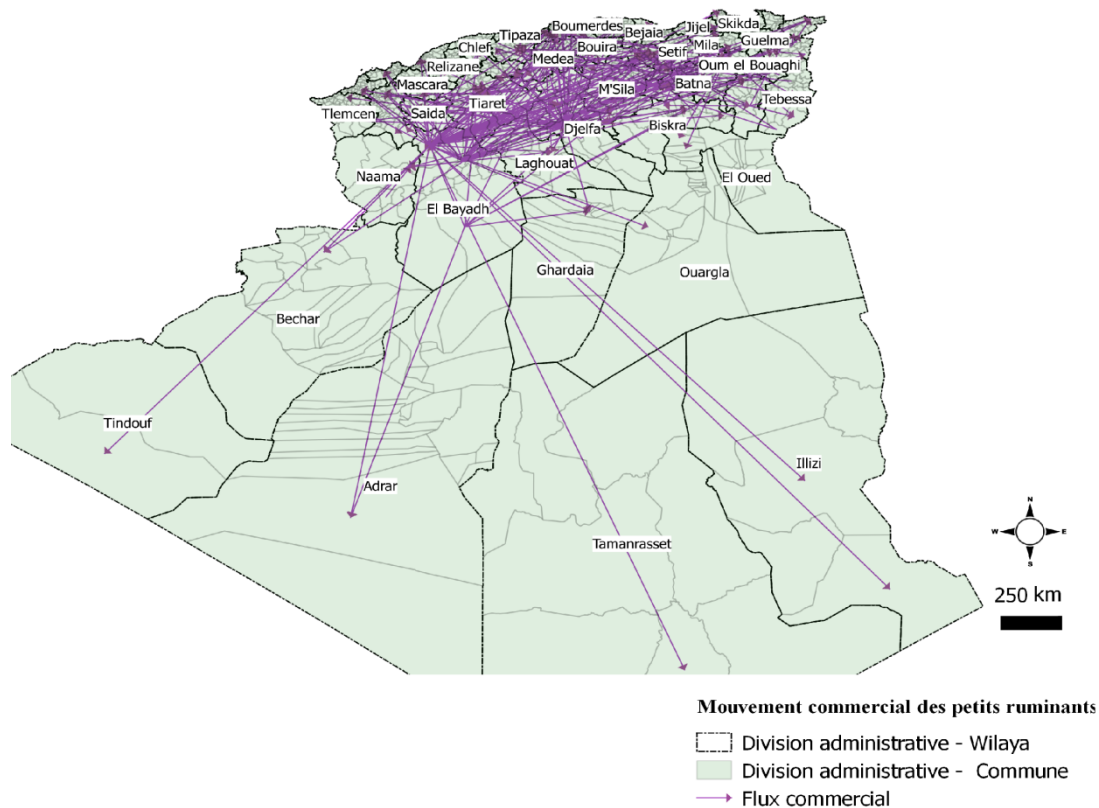 Boumerdes
Jijel
Skikda
Tipaza
Bejaia
Chlef
Bouira
Setif
Mila
Guelma
Medea
Relizane
Oum el Bouaghi
Mascara
M'Sila
Batna
Tiaret
Tebessa
Tlemcen
Saida
Djelfa
Biskra
Laghouat
Naama
El Oued
El Bayadh
Ghardaia
Ouargla
Bechar
Tindouf
Illizi
Adrar
Tamanrasset
N
W
E
S
250 km
Mouvement commercial des petits ruminants
Division administrative - Wilaya
Division administrative - Commune
Flux commercial